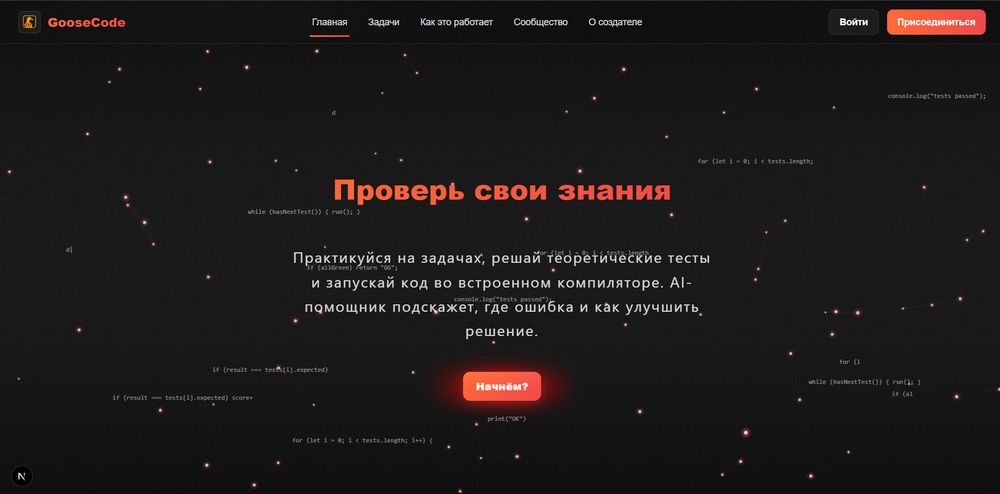 GooseCode
Главная
Задачи
Как это работает
Сообщество
О создателе
Войти
Присоединиться
console.log("tests passed");
d
for (let i = 0; i < tests.length;
Проверь свои знания
while (hasNextTest()) { run(); }
d|
for (let i = 0; i < tests.length
Практикуйся на задачах, решай теоретические тесты
if (allGreen) return "GG";
и запускай код во встроенном компиляторе. AI-
console.log("tests passed");
помощник подскажет, где ошибка и как улучшить
решение.
for (l
if (result === tests[i].expected)
while (hasNextTest()) { run(); }
Начнём?
if (al
if (result === tests[i].expected) score+
print("OK")
for (let i = 0; i < tests.length; i++) {
N